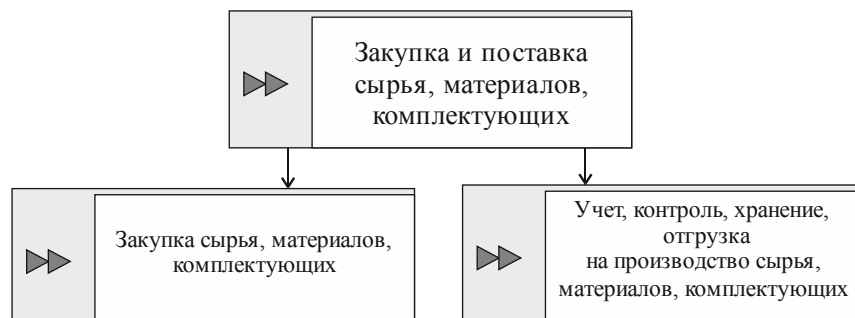 Закупка и поставка
сырья, материалов,
комплектующих
Закупка сырья, материалов,
комплектующих
Учет, контроль, хранение,
отгрузка
на производство сырья,
материалов, комплектующих